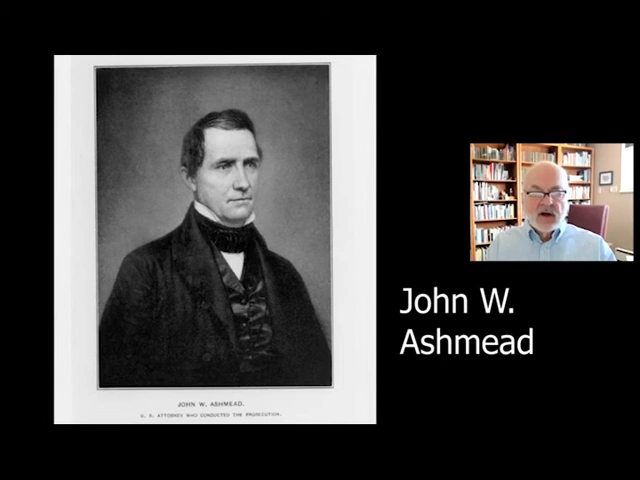 JOHN W. ASHMEAD.
U. S. ATTORNEY WHO CONDUCTED THE PROSECUTION.
John W.
Ashmead